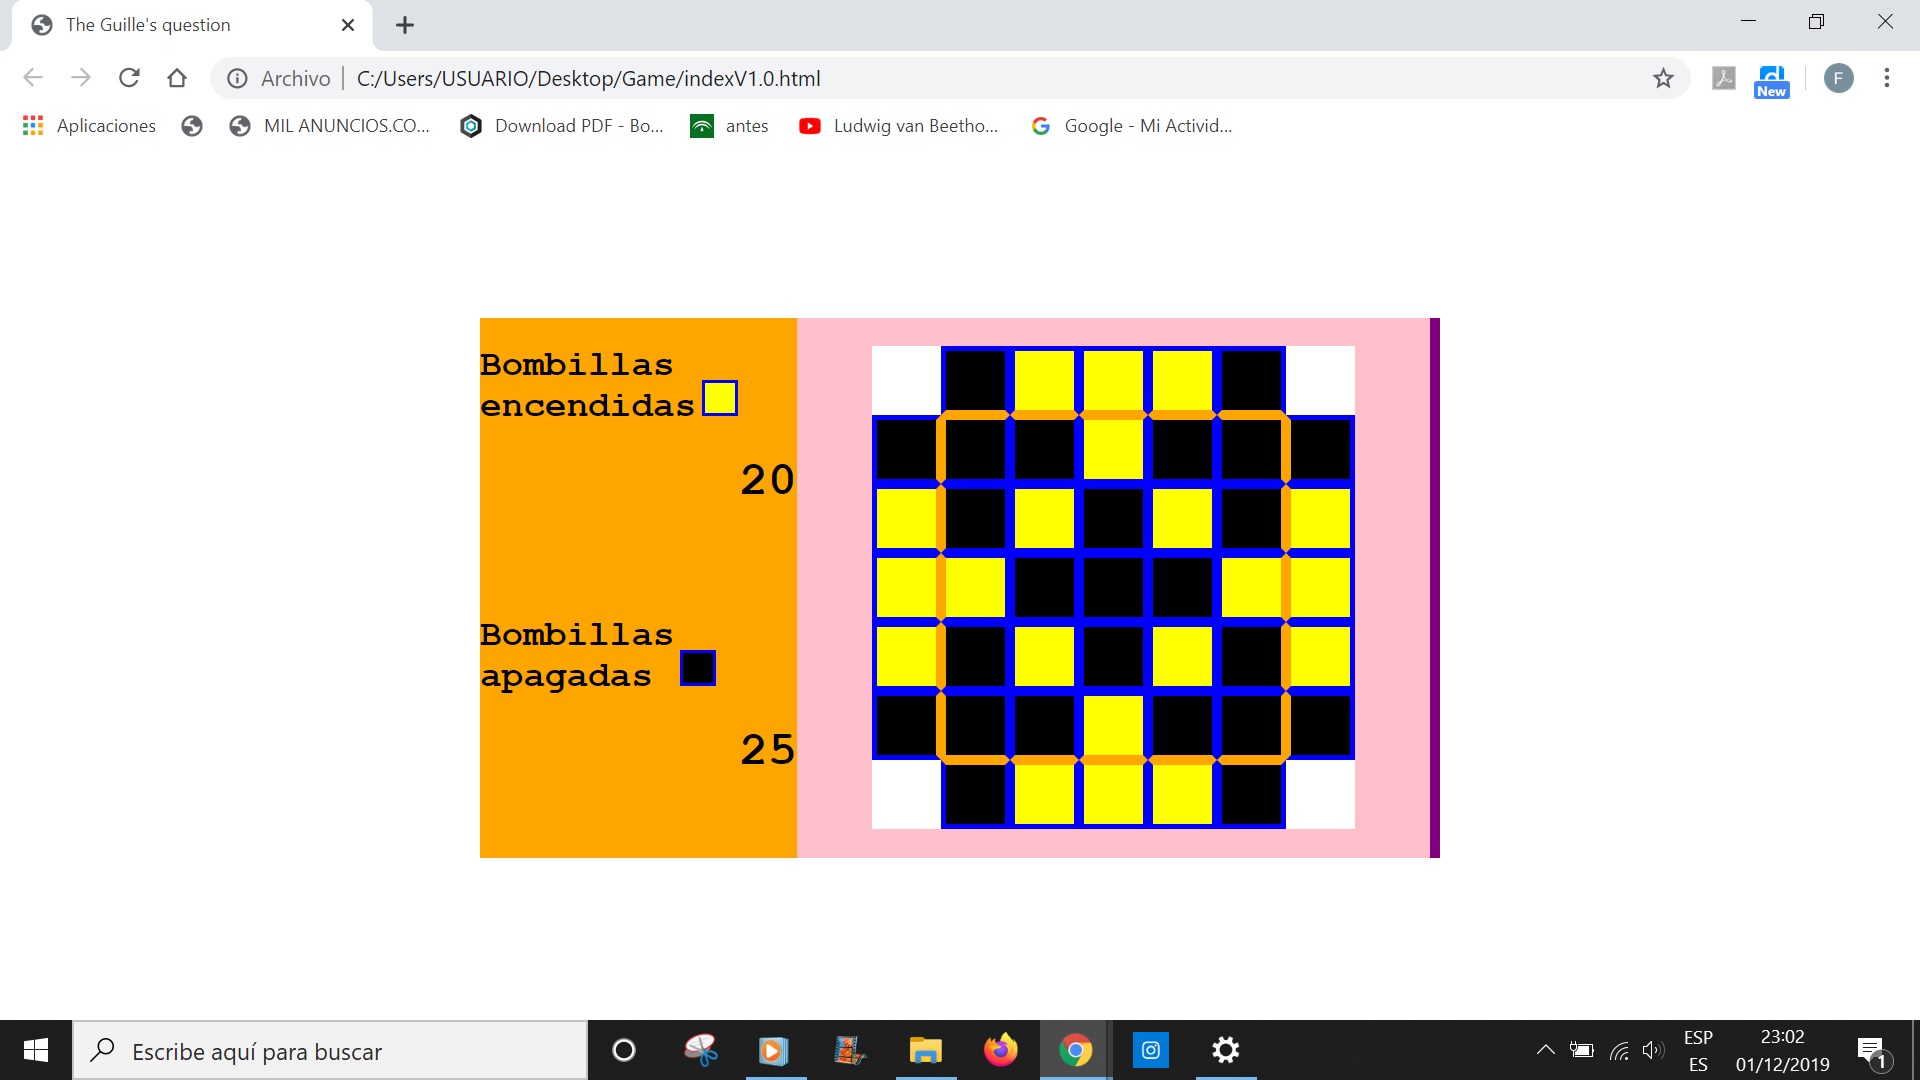 The Guille's question
Archivo
C:/Users/USUARIO/Desktop/Game/indexV1.0.html
New
F
Aplicaciones
MIL ANUNCIOS.CO...
Download PDF - Bo...
antes
Ludwig van Beetho...
Google - Mi Activid...
Bombillas
encendidas
20
Bombillas
apagadas
25
Escribe aquí para buscar
ESP
ES
23:02
01/12/2019
1